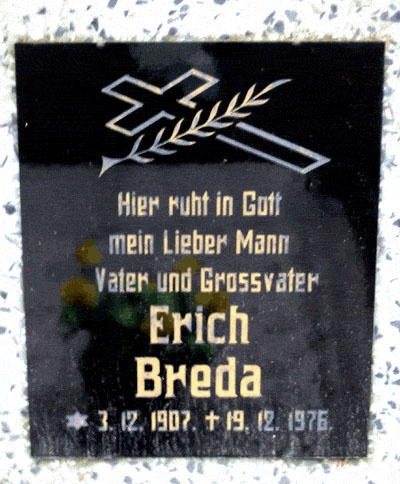 Hier ruht in Gott
mein Lieber Mann
Vater und Grossvater
Erich
Breda
* 3. 12. 1907. † 19. 12. 1976.